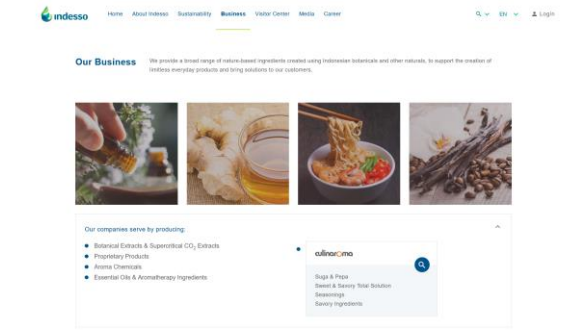 indesso
Home About Indesso Sustainability Business Visitor Center Media Career EN Login
Our Business
We provide a broad range of nature-based ingredients created using Indonesian botanicals and other naturals, to support the creation of
limitless everyday products and bring solutions to our customers.
Our companies serve by producing:
Botanical Extracts & Supercritical CO2 Extracts
Proprietary Products
Aroma Chemicals
Essential Oils & Aromatherapy Ingredients
culinaroma
Sugs & Pepa
Sweet & Savory Total Solution
Seasonings
Savory Ingredients